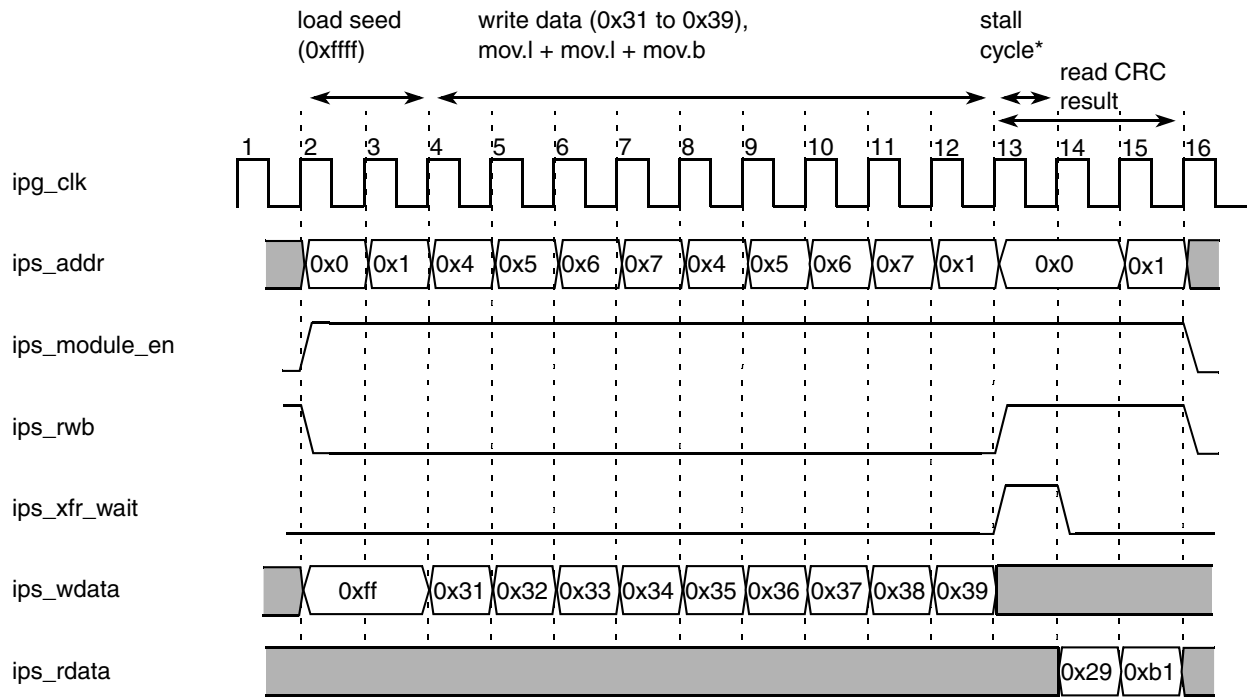 load seed
(0xffff)
write data (0x31 to 0x39),
mov.l + mov.l + mov.b
stall
cycle*
read CRC
result
1 2 3 4 5 6 7 8 9 10 11 12 13 14 15 16
ipg_clk
ips_addr 0x0 0x1 0x4 0x5 0x6 0x7 0x4 0x5 0x6 0x7 0x1 0x0 0x1
ips_module_en
ips_rwb
ips_xfr_wait
ips_wdata 0xff 0x31 0x32 0x33 0x34 0x35 0x36 0x37 0x38 0x39
ips_rdata 0x29 0xb1